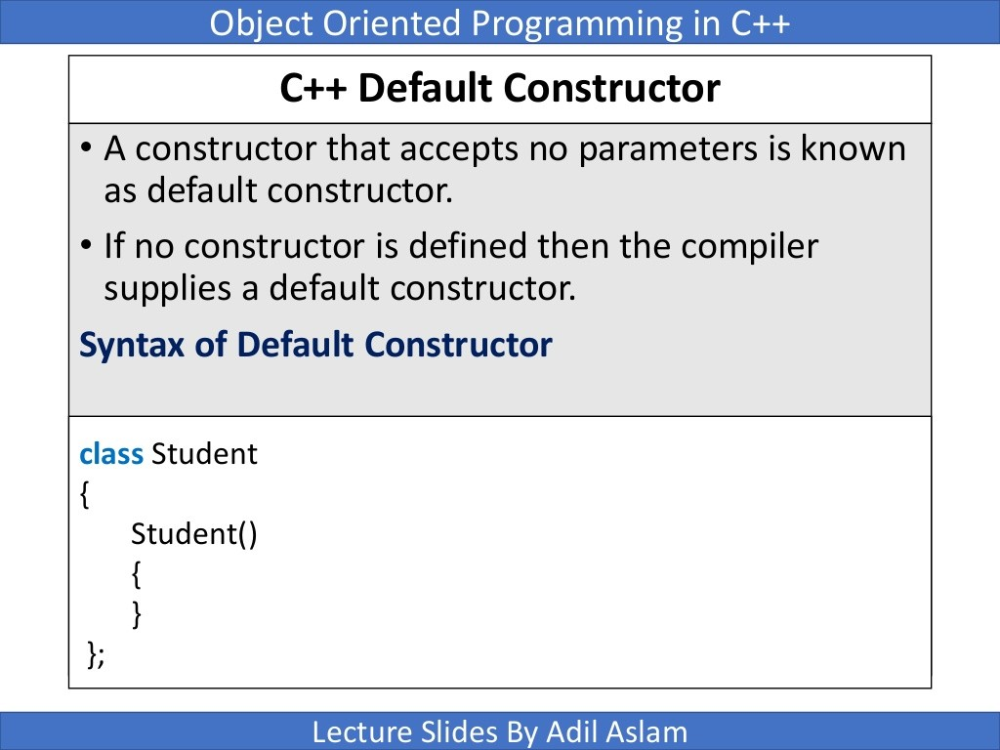 Object Oriented Programming in C++
C++ Default Constructor
• A constructor that accepts no parameters is known
as default constructor.
• If no constructor is defined then the compiler
supplies a default constructor.
Syntax of Default Constructor
class Student
{
Student()
{
}
};
Lecture Slides By Adil Aslam